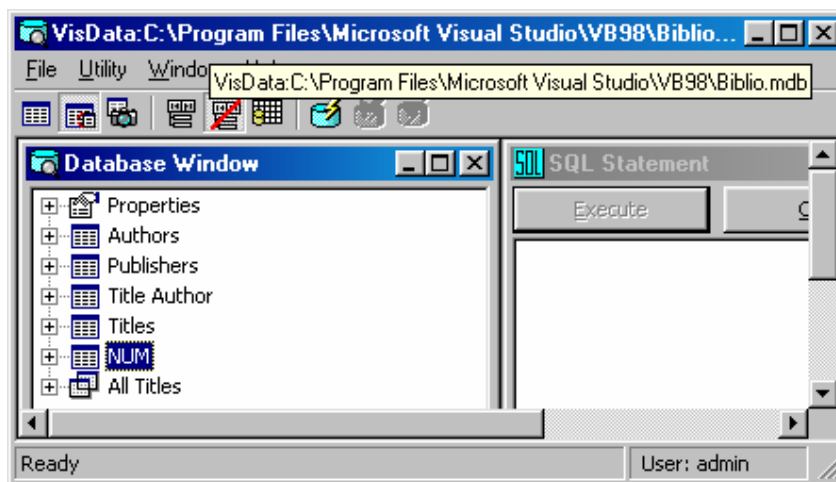 VisData:C:\Program Files\Microsoft Visual Studio\VB98\Biblio...
File Utility Windo
VisData:C:\Program Files\Microsoft Visual Studio\VB98\Biblio.mdb
Database Window
SQL Statement
Properties
Execute
C
Authors
Publishers
Title Author
Titles
NUM
All Titles
Ready
User: admin